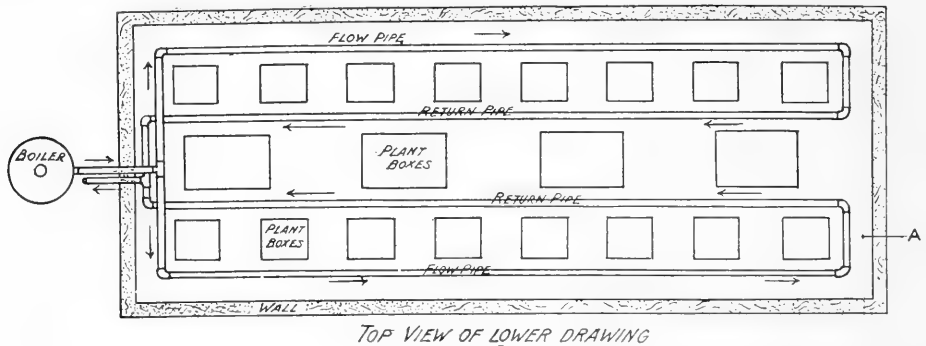 FLOW PIPE
RETURN PIPE
BOILER
PLANT
BOXES
RETURN PIPE
PLANT
BOXES
A
FLOW PIPE
WALL
TOP VIEW OF LOWER DRAWING